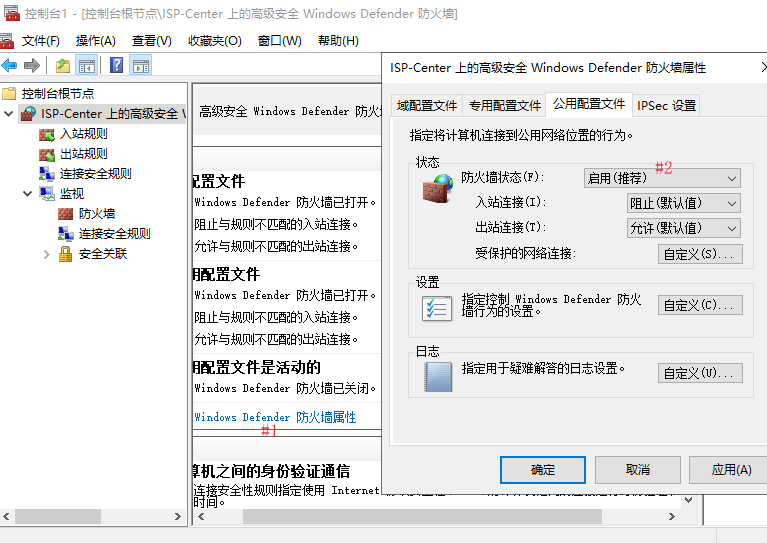 控制台1 - [控制台根节点\ISP-Center 上的高级安全 Windows Defender 防火墙]
文件(F) 操作(A) 查看(V) 收藏夹(O) 窗口(W) 帮助(H)
控制台根节点
ISP-Center 上的高级安全
入站规则
出站规则
连接安全规则
监视
防火墙
连接安全规则
安全关联
高级安全 Windows Defender 防火
配置文件
Windows Defender 防火墙已打开。
阻止与规则不匹配的入站连接。
允许与规则不匹配的出站连接。
用配置文件
Windows Defender 防火墙已打开。
阻止与规则不匹配的入站连接。
允许与规则不匹配的出站连接。
用配置文件是活动的
Windows Defender 防火墙已关闭。
Windows Defender 防火墙属性
#1
算机之间的身份验证通信
连接安全性规则指定使用 Internet
时间。
ISP-Center 上的高级安全 Windows Defender 防火墙属性
域配置文件 专用配置文件 公用配置文件 IPSec 设置
指定将计算机连接到公用网络位置的行为。
状态
#2
防火墙状态(F): 启用(推荐)
入站连接(I): 阻止(默认值)
出站连接(T): 允许(默认值)
受保护的网络连接: 自定义(S)...
设置
指定控制 Windows Defender 防火
墙行为的设置。
自定义(C)...
日志
指定用于疑难解答的日志设置。
自定义(U)...
确定 取消 应用(A)